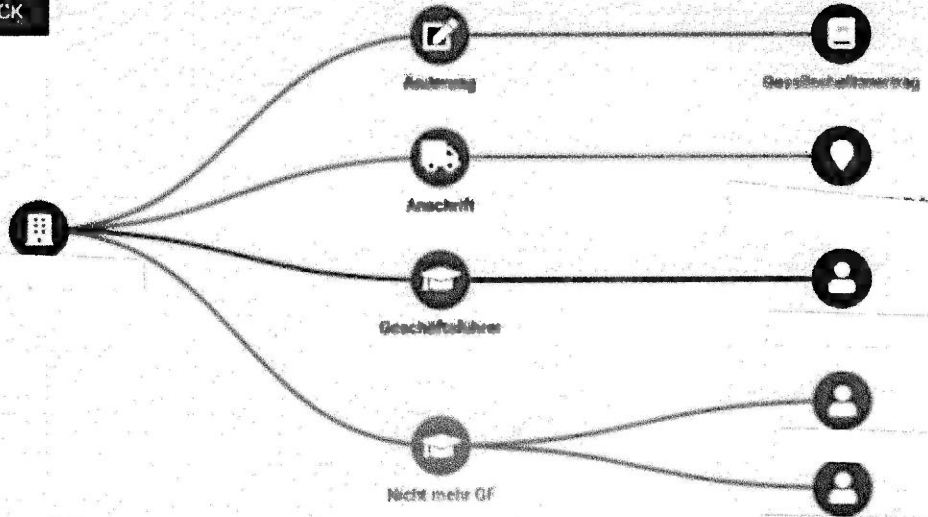 CK
Änderung
Gesellschaftsvertrag
Anschrift
Geschäftsführer
Nicht mehr GF